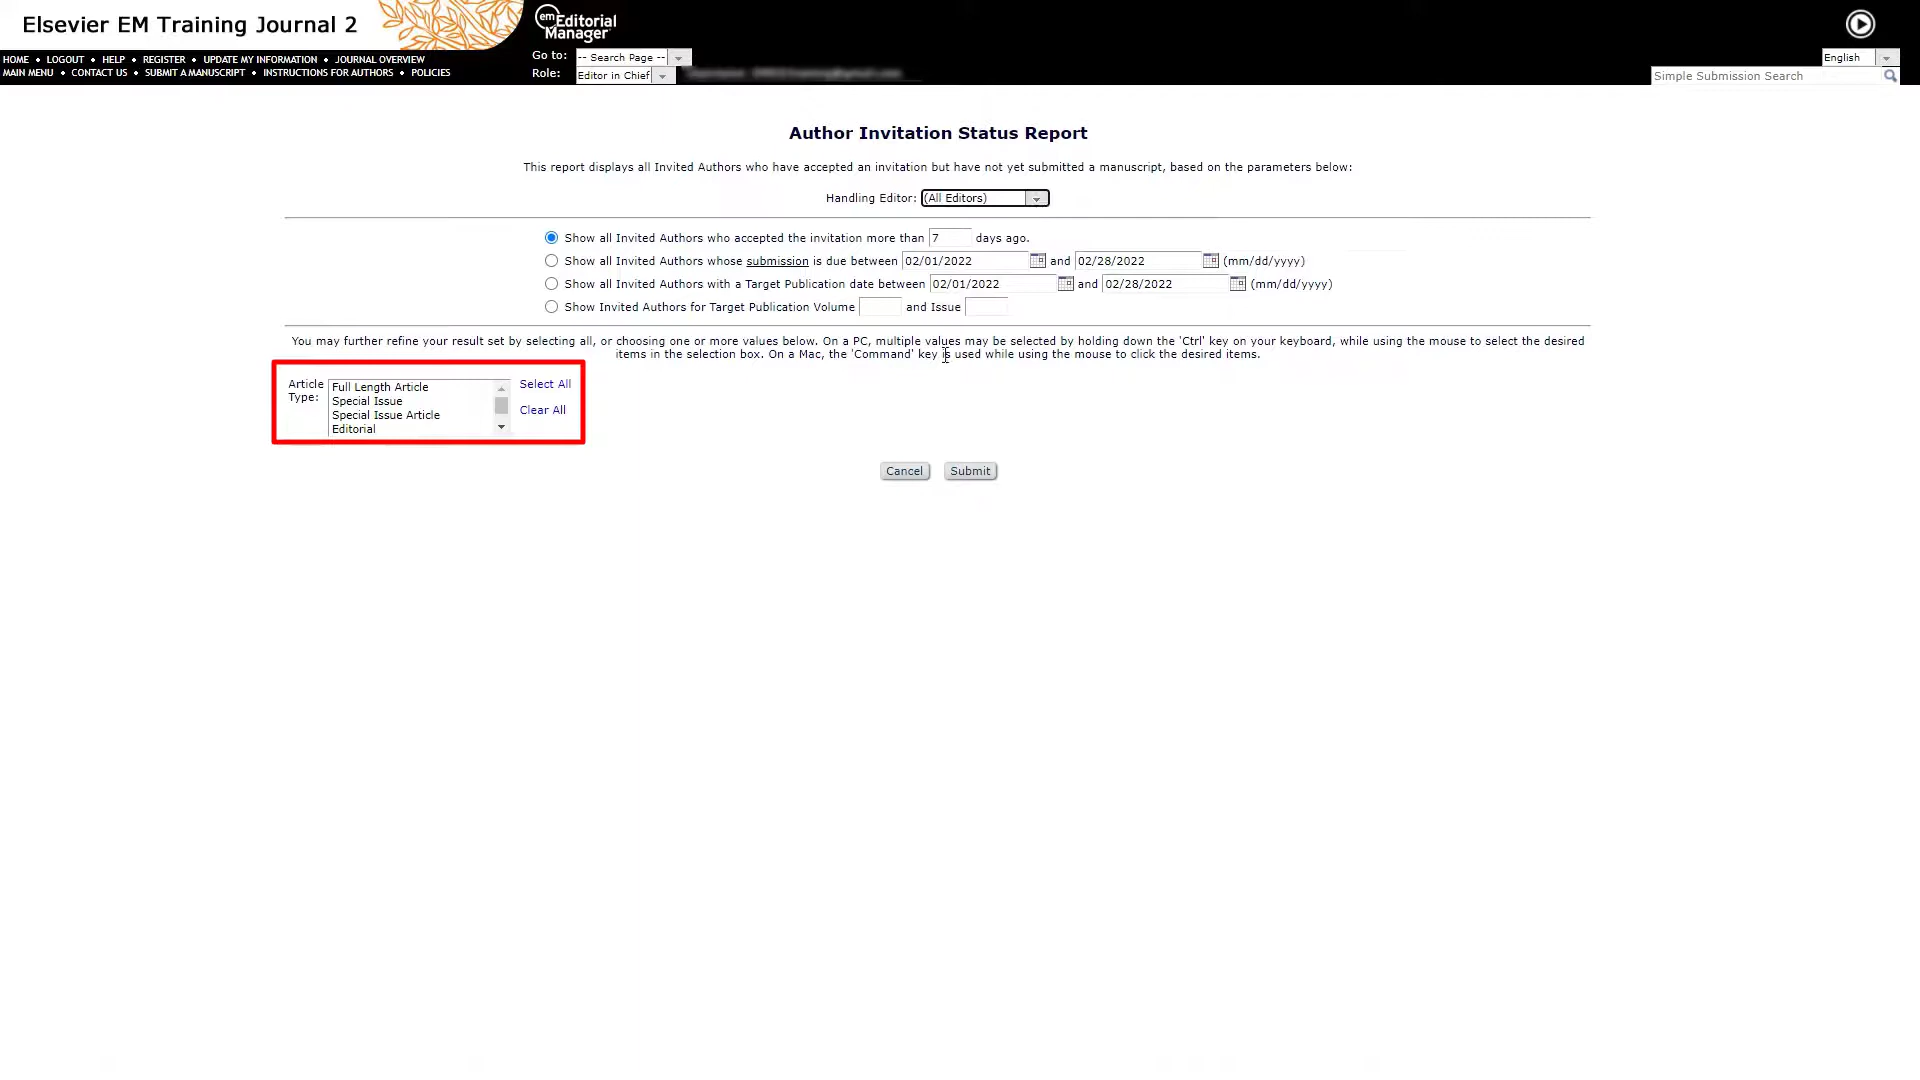 Elsevier EM Training Journal 2
em Editorial Manager®
HOME • LOGOUT • HELP • REGISTER • UPDATE MY INFORMATION • JOURNAL OVERVIEW
MAIN MENU • CONTACT US • SUBMIT A MANUSCRIPT • INSTRUCTIONS FOR AUTHORS • POLICIES
Go to: -- Search Page --
Role: Editor in Chief
English
Simple Submission Search
Author Invitation Status Report
This report displays all Invited Authors who have accepted an invitation but have not yet submitted a manuscript, based on the parameters below:
Handling Editor: (All Editors)
Show all Invited Authors who accepted the invitation more than 7 days ago.
Show all Invited Authors whose submission is due between 02/01/2022 and 02/28/2022 (mm/dd/yyyy)
Show all Invited Authors with a Target Publication date between 02/01/2022 and 02/28/2022 (mm/dd/yyyy)
Show Invited Authors for Target Publication Volume and Issue
You may further refine your result set by selecting all, or choosing one or more values below. On a PC, multiple values may be selected by holding down the 'Ctrl' key on your keyboard, while using the mouse to select the desired
items in the selection box. On a Mac, the 'Command' key is used while using the mouse to click the desired items.
Article Type:
Full Length Article
Special Issue
Special Issue Article
Editorial
Select All
Clear All
Cancel Submit